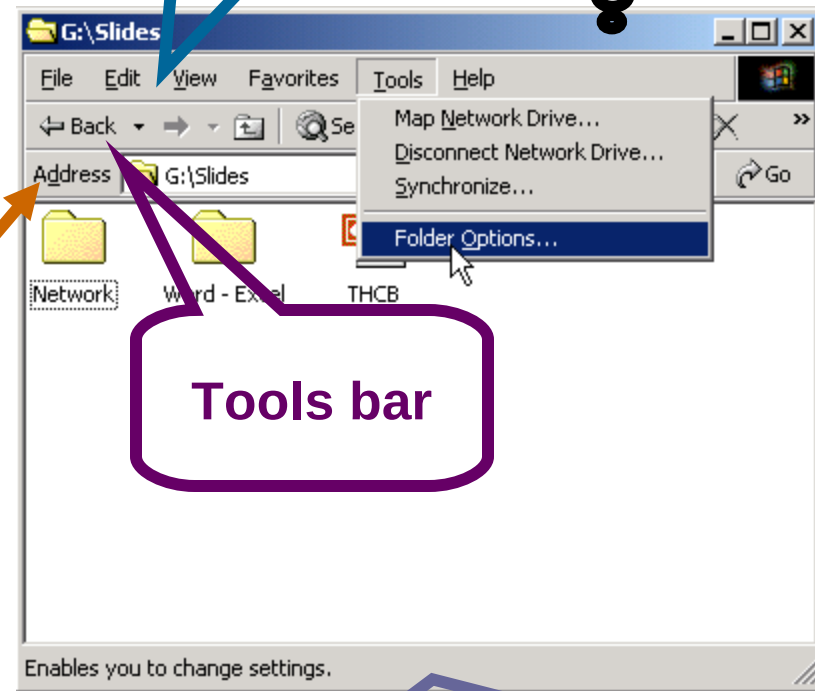 G:\Slides
File Edit View Favorites Tools Help
Back Se
Map Network Drive...
Disconnect Network Drive...
Synchronize...
Folder Options...
Address G:\Slides Go
Network Word - Excel THCB
Tools bar
Enables you to change settings.